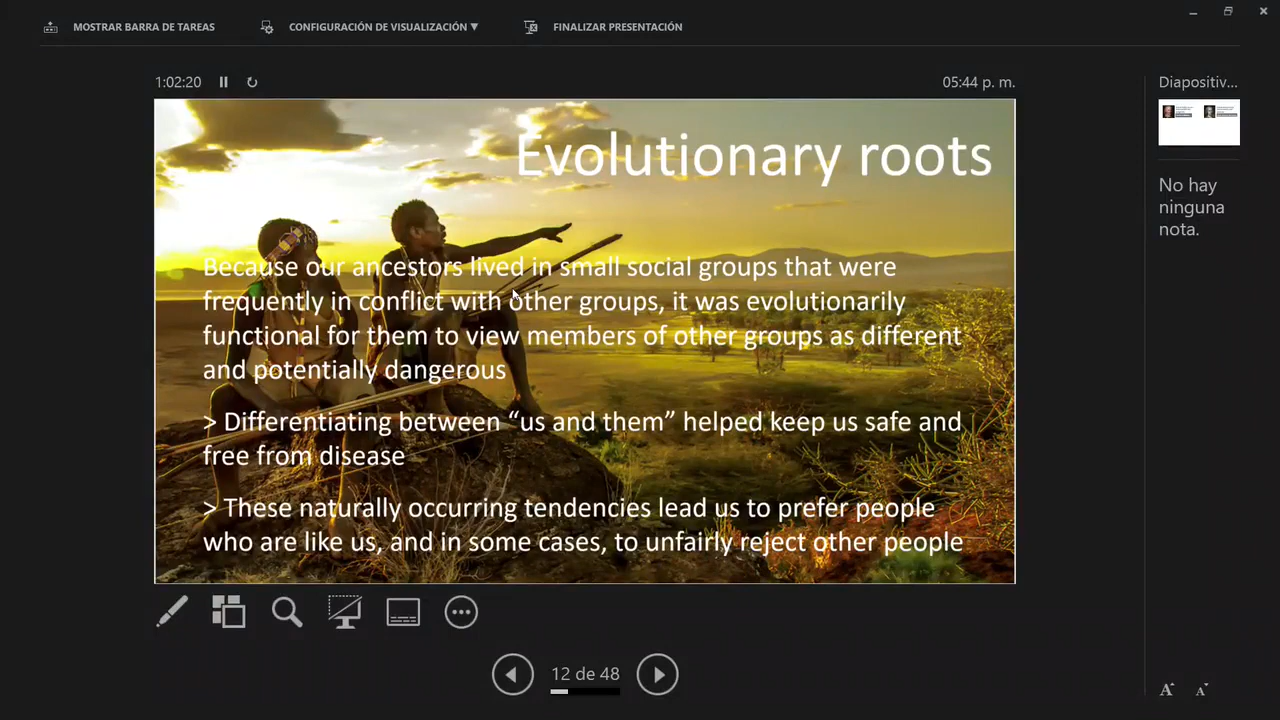 MOSTRAR BARRA DE TAREAS
CONFIGURACIÓN DE VISUALIZACIÓN ▼
FINALIZAR PRESENTACIÓN
1:02:20
05:44 p. m.
Evolutionary roots
Because our ancestors lived in small social groups that were
frequently in conflict with other groups, it was evolutionarily
functional for them to view members of other groups as different
and potentially dangerous
> Differentiating between “us and them” helped keep us safe and
free from disease
> These naturally occurring tendencies lead us to prefer people
who are like us, and in some cases, to unfairly reject other people
12 de 48
Diapositiv...
No hay
ninguna
nota.
A
A